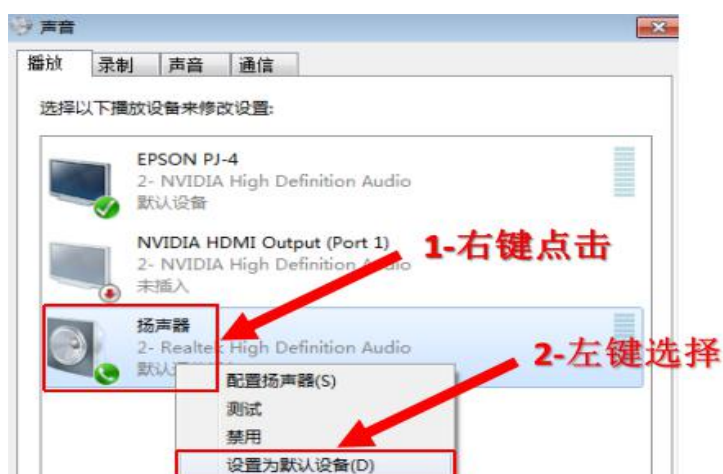 声音
播放 录制 声音 通信
选择以下播放设备来修改设置:
EPSON PJ-4
2- NVIDIA High Definition Audio
默认设备
NVIDIA HDMI Output (Port 1)
2- NVIDIA High Definition Audio
未插入
1-右键点击
扬声器
2- Realtek High Definition Audio
默认
2-左键选择
配置扬声器(S)
测试
禁用
设置为默认设备(D)